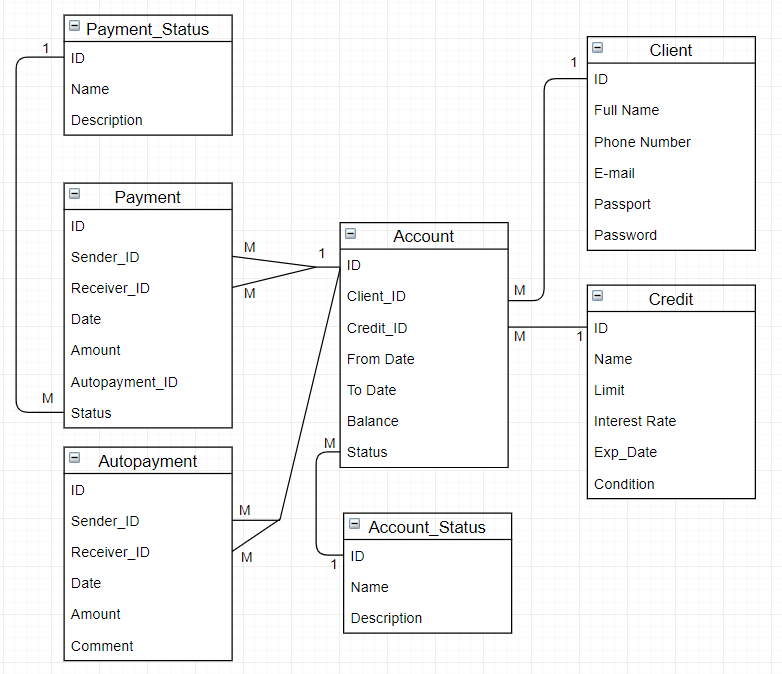 Payment_Status
1
ID
Name
Description
Payment
ID
Sender_ID
M
Receiver_ID
M
Date
Amount
Autopayment_ID
M
Status
Autopayment
ID
Sender_ID
M
Receiver_ID
M
Date
Amount
Comment
Account
1
ID
Client_ID
M
Credit_ID
M
From Date
To Date
Balance
M
Status
Account_Status
ID
1
Name
Description
Client
1
ID
Full Name
Phone Number
E-mail
Passport
Password
Credit
ID
1
Name
Limit
Interest Rate
Exp_Date
Condition